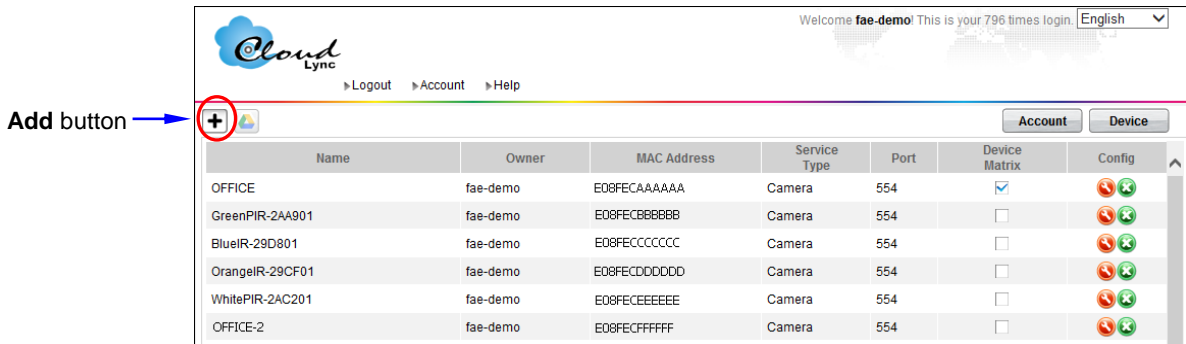 Welcome fae-demo! This is your 796 times login. English
Cloud
Lync
Logout Account Help
Add button
Account Device
Name Owner MAC Address Service Type Port Device Matrix Config
OFFICE fae-demo E08FECAAAAAA Camera 554
GreenPIR-2AA901 fae-demo E08FECBBBBBB Camera 554
BlueIR-29D801 fae-demo E08FECCCCCCC Camera 554
OrangeIR-29CF01 fae-demo E08FECDDDDDD Camera 554
WhitePIR-2AC201 fae-demo E08FECEEEEEE Camera 554
OFFICE-2 fae-demo E08FECFFFFFF Camera 554